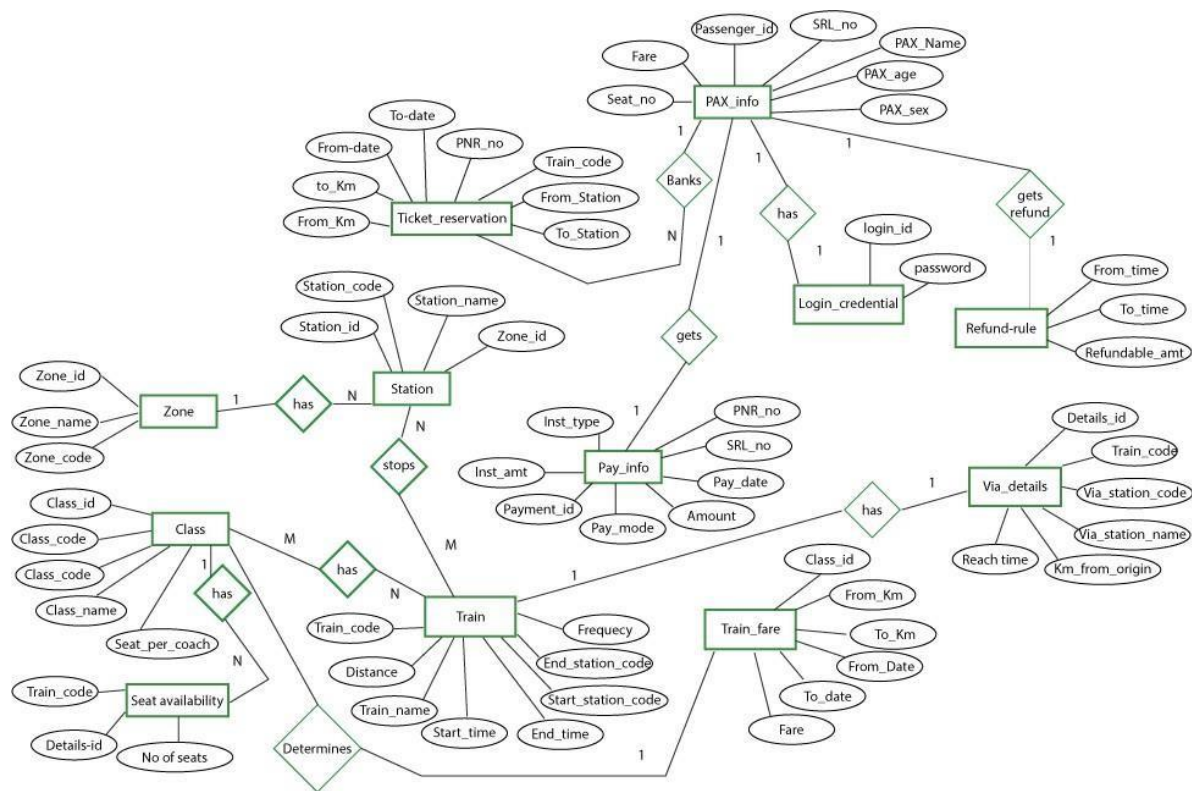 Passenger_id
SRL_no
PAX_Name
Fare
PAX_age
Seat_no
PAX_info
PAX_sex
To-date
1
1
1
1
From-date
PNR_no
Train_code
Banks
to_Km
From_Station
gets
refund
From_Km
Ticket_reservation
To_Station
has
N
1
login_id
1
1
Station_code
password
From_time
Station_name
Login_credential
To_time
Station_id
Zone_id
gets
Refund-rule
Refundable_amt
Zone_id
Station
Zone
1
has
N
Zone_name
Zone_code
N
1
Inst_type
PNR_no
Details_id
SRL_no
Train_code
stops
Inst_amt
Pay_info
Pay_date
1
Via_details
Via_station_code
Class_id
Payment_id
Amount
has
Class
Pay_mode
Via_station_name
Class_code
M
M
Reach time
Km_from_origin
Class_code
1
has
Class_id
has
N
1
From_Km
Class_name
Train
Train_fare
To_Km
Seat_per_coach
Train_code
Frequecy
From_Date
N
Distance
End_station_code
To_date
Train_code
Seat availability
Train_name
Start_station_code
Fare
Start_time
End_time
Details-id
No of seats
Determines
1